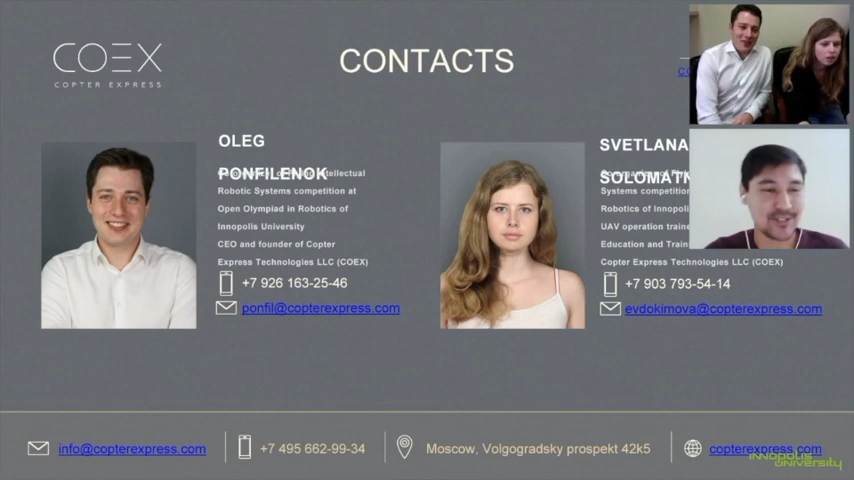 COEX
COPTER EXPRESS
CONTACTS
OLEG
PONFILENOK
Intellectual
Robotic Systems competition at
Open Olympiad in Robotics of
Innopolis University
CEO and founder of Copter
Express Technologies LLC (COEX)
+7 926 163-25-46
ponfil@copterexpress.com
SVETLANA
Systems
Robotics of
UAV operation
Education and
Copter Express Technologies LLC (COEX)
+7 903 793-54-14
evdokimova@copterexpress.com
info@copterexpress.com
+7 495 662-99-34
Moscow, Volgogradsky prospekt 42k5
copterexpress.com
innopolis
university